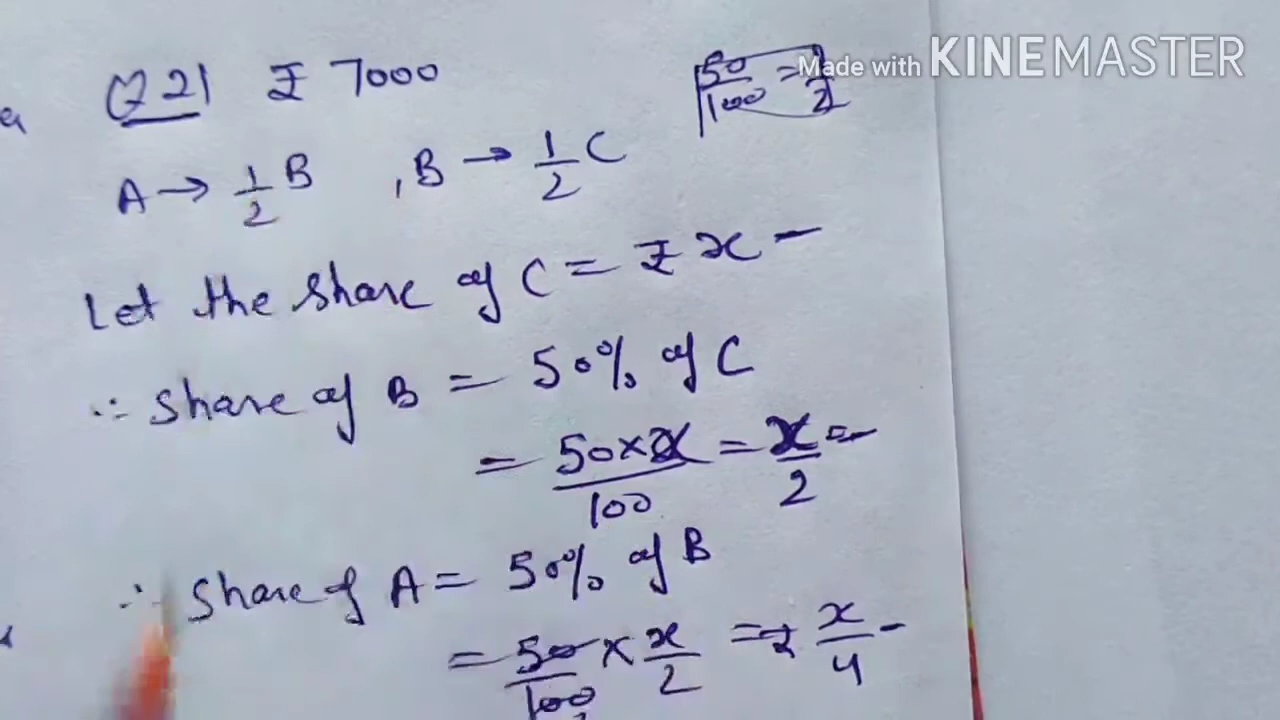 Q 21 ₹ 7000
50/100 = 1/2
Made with KINEMASTER
A → 1/2 B , B → 1/2 C
Let the share of C = ₹ x -
∴ share of B = 50% of C
= 50×x/100 = x/2 -
∴ share of A = 50% of B
= 50/100 × x/2 = ₹ x/4 -